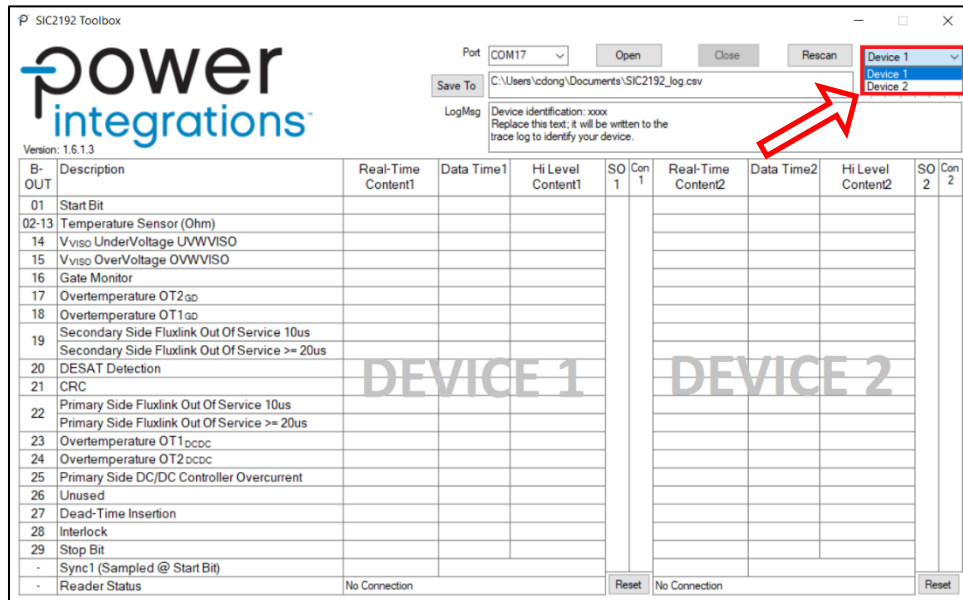 SIC2192 Toolbox
power
integrations™
Version: 1.6.1.3
Port COM17 Open Close Rescan Device 1
Device 1
Device 2
Save To C:\Users\cdong\Documents\SIC2192_log.csv
LogMsg Device identification: xxxx
Replace this text; it will be written to the
trace log to identify your device.
B-OUT Description Real-Time Content1 Data Time1 Hi Level Content1 SO 1 Con 1 Real-Time Content2 Data Time2 Hi Level Content2 SO 2 Con 2
01 Start Bit
02-13 Temperature Sensor (Ohm)
14 VVISO UnderVoltage UVWVISO
15 VVISO OverVoltage OVWVISO
16 Gate Monitor
17 Overtemperature OT2GD
18 Overtemperature OT1GD
19 Secondary Side Fluxlink Out Of Service 10us
Secondary Side Fluxlink Out Of Service >= 20us
20 DESAT Detection
DEVICE 1 DEVICE 2
21 CRC
22 Primary Side Fluxlink Out Of Service 10us
Primary Side Fluxlink Out Of Service >= 20us
23 Overtemperature OT1DCDC
24 Overtemperature OT2DCDC
25 Primary Side DC/DC Controller Overcurrent
26 Unused
27 Dead-Time Insertion
28 Interlock
29 Stop Bit
- Sync1 (Sampled @ Start Bit)
- Reader Status No Connection Reset No Connection Reset